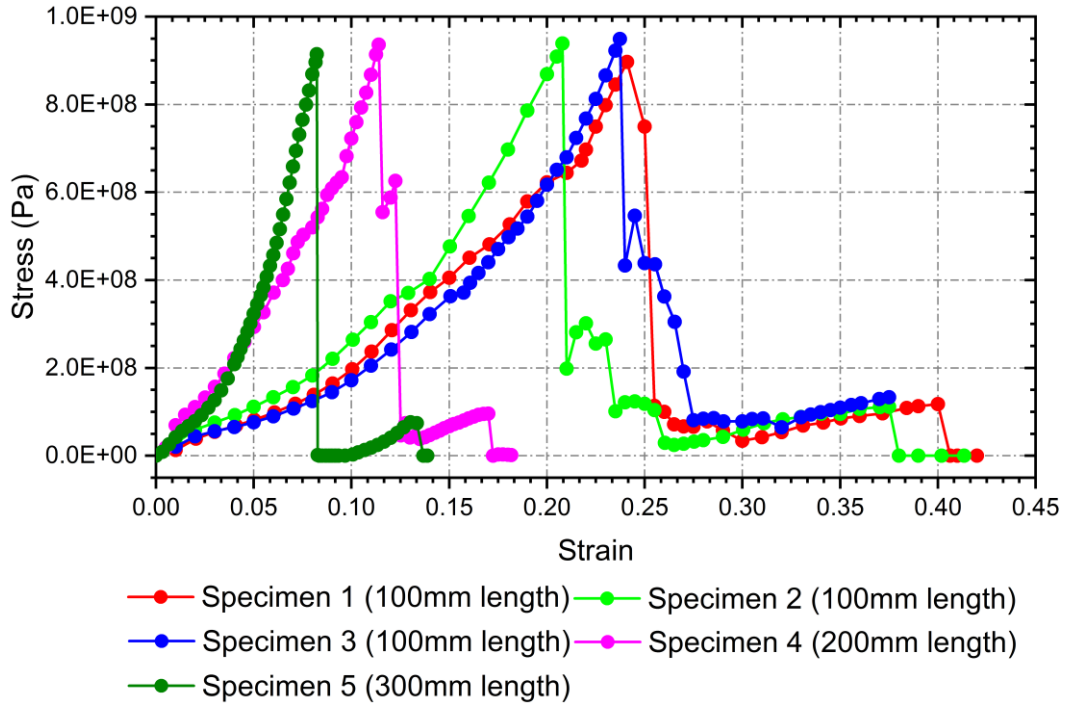 1.0E+09
8.0E+08
6.0E+08
4.0E+08
2.0E+08
0.0E+00
Stress (Pa)
0.00 0.05 0.10 0.15 0.20 0.25 0.30 0.35 0.40 0.45
Strain
Specimen 1 (100mm length) Specimen 2 (100mm length)
Specimen 3 (100mm length) Specimen 4 (200mm length)
Specimen 5 (300mm length)